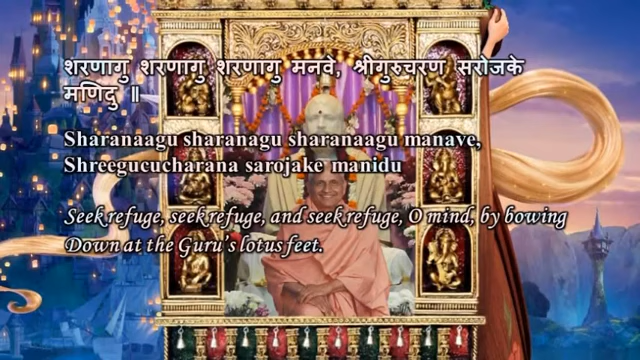 शरणागु शरणागु शरणागु मनवे, श्रीगुरुचरण सरोजके
मणिदु ॥
Sharanaagu sharanagu sharanaagu manave,
Shreegucucharana sarojake manidu
Seek refuge, seek refuge, and seek refuge, O mind, by bowing
Down at the Guru's lotus feet.